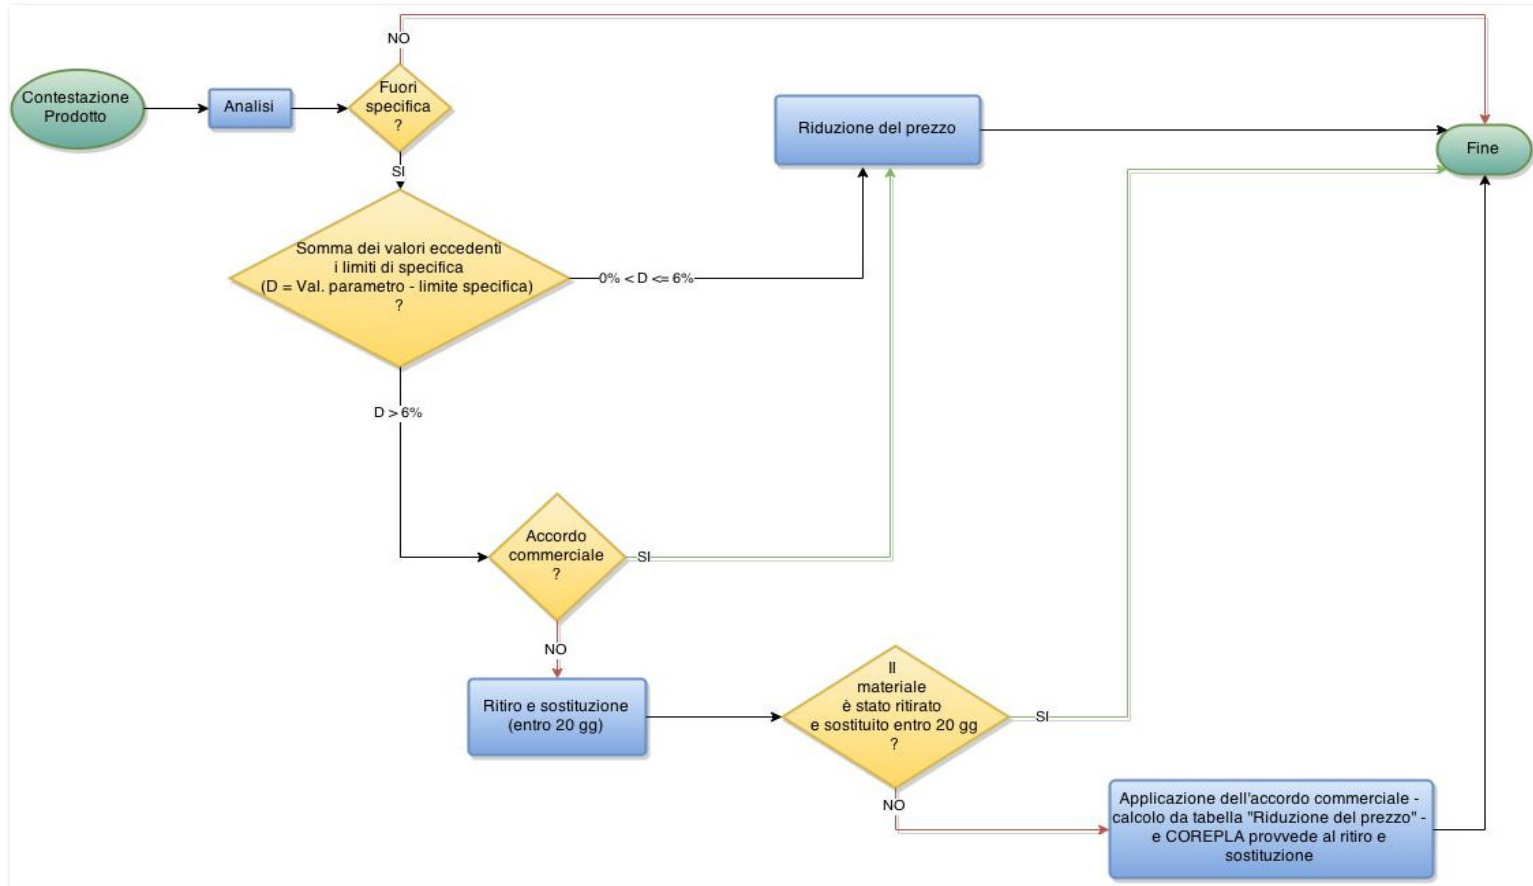 NO
Contestazione
Prodotto
Analisi
Fuori
specifica
?
Riduzione del prezzo
Fine
SI
Somma dei valori eccedenti
i limiti di specifica
(D = Val. parametro - limite specifica)
?
0% < D <= 6%
D > 6%
Accordo
commerciale
?
SI
NO
Ritiro e sostituzione
(entro 20 gg)
Il
materiale
è stato ritirato
e sostituito entro 20 gg
?
SI
NO
Applicazione dell'accordo commerciale -
calcolo da tabella "Riduzione del prezzo" -
e COREPLA provvede al ritiro e
sostituzione